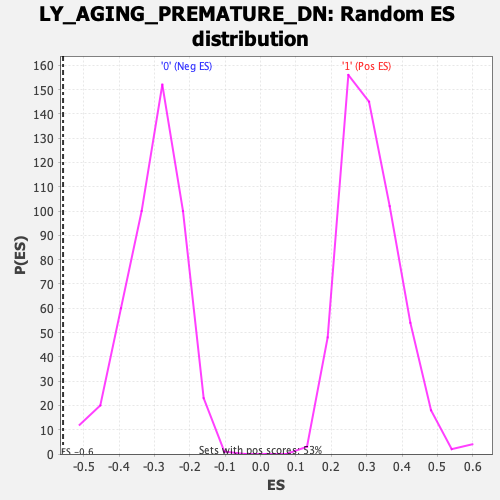 LY_AGING_PREMATURE_DN: Random ES
distribution
'0' (Neg ES)
'1' (Pos ES)
160
150
140
130
120
110
100
90
80
70
60
50
40
30
20
10
0
P(ES)
ES -0.6
Sets with pos scores: 53%
-0.5 -0.4 -0.3 -0.2 -0.1 0.0 0.1 0.2 0.3 0.4 0.5 0.6
ES